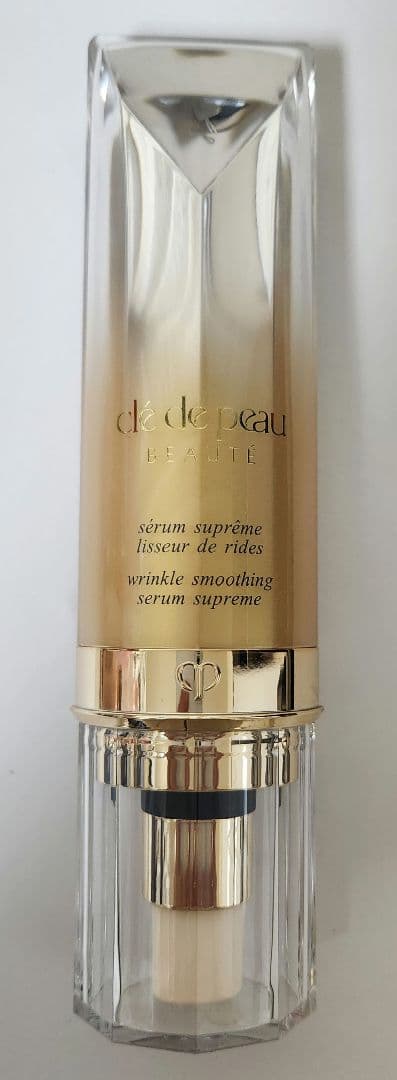 clé de peau
BEAUTÉ
sérum suprême
lisseur de rides
wrinkle smoothing
serum supreme